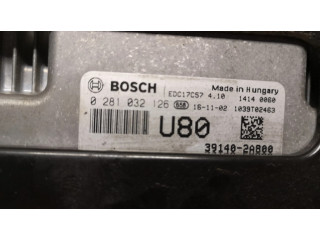 BOSCH EDC17C57 4.10 Made in Hungary
1414 0060
0 281 032 126 16-11-02 1039T02463
U80
39140-2A800